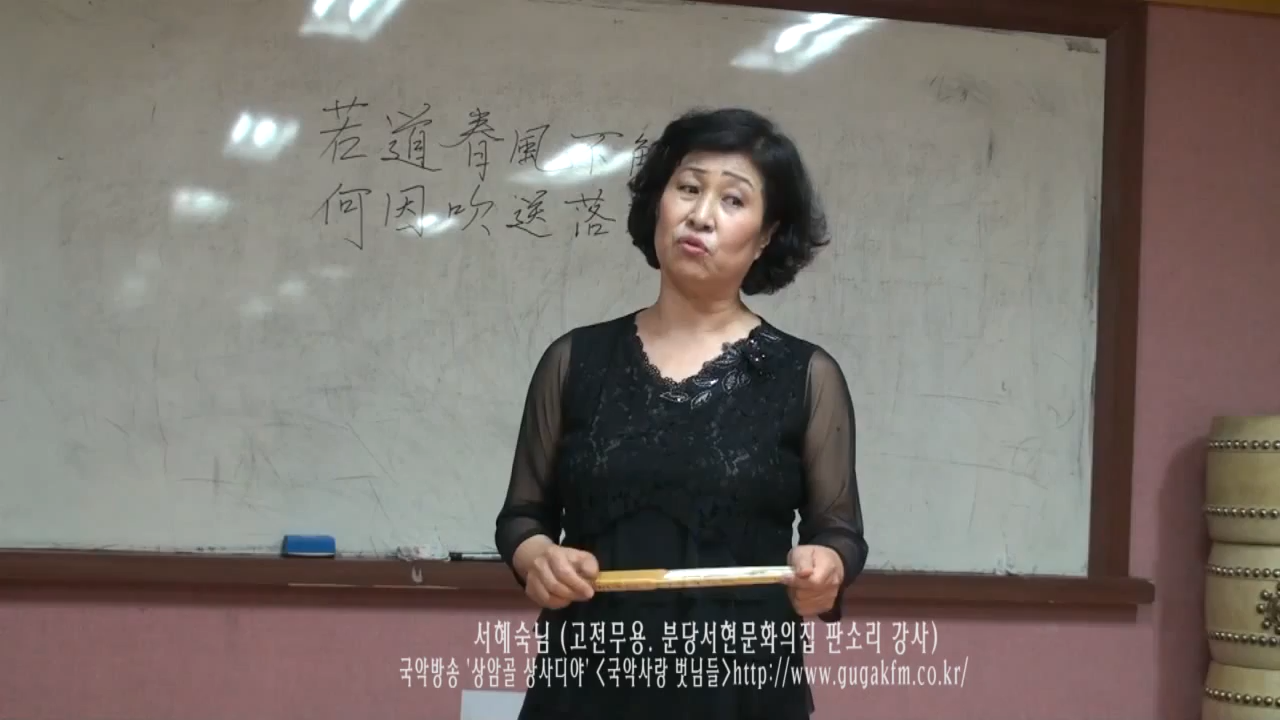 若道春風不解
何因吹送落
서혜숙님 (고전무용. 분당서현문화의집 판소리 강사)
국악방송 '상암골 상사디야' <국악사랑 벗님들>http://www.gugakfm.co.kr/